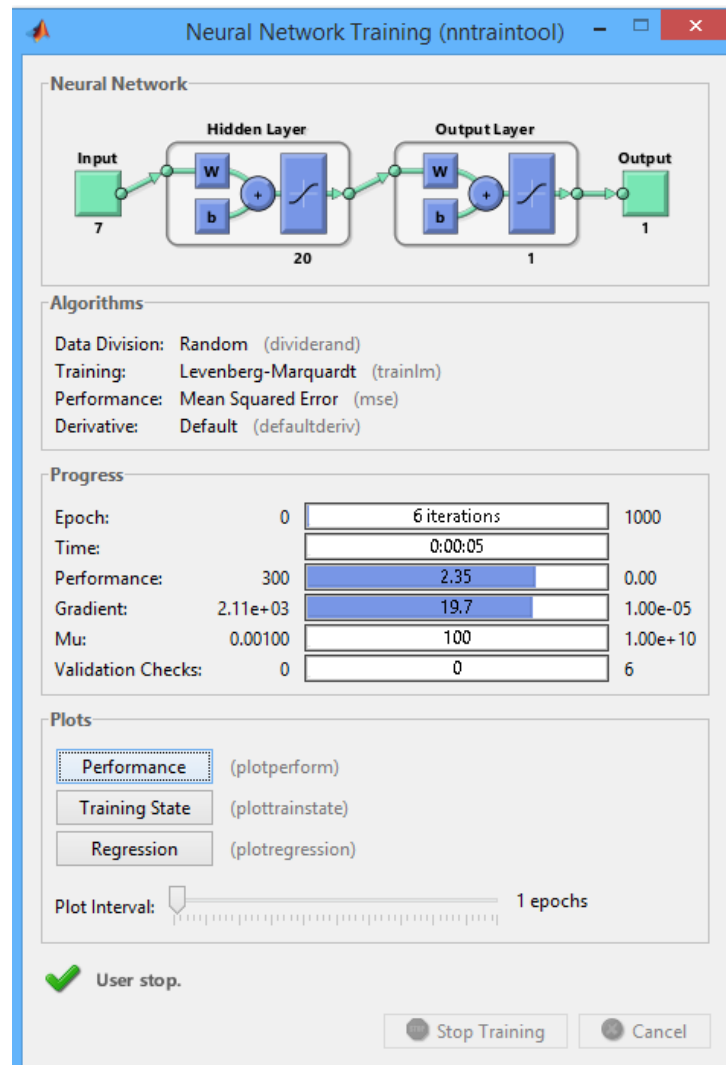 Neural Network Training (nntraintool)
Neural Network
Hidden Layer Output Layer
Input Output
W W
+ +
b b
7 1
20 1
Algorithms
Data Division: Random (dividerand)
Training: Levenberg-Marquardt (trainlm)
Performance: Mean Squared Error (mse)
Derivative: Default (defaultderiv)
Progress
Epoch: 0 6 iterations 1000
Time: 0:00:05
Performance: 300 2.35 0.00
Gradient: 2.11e+03 19.7 1.00e-05
Mu: 0.00100 100 1.00e+10
Validation Checks: 0 0 6
Plots
Performance (plotperform)
Training State (plottrainstate)
Regression (plotregression)
Plot Interval: 1 epochs
User stop.
Stop Training Cancel